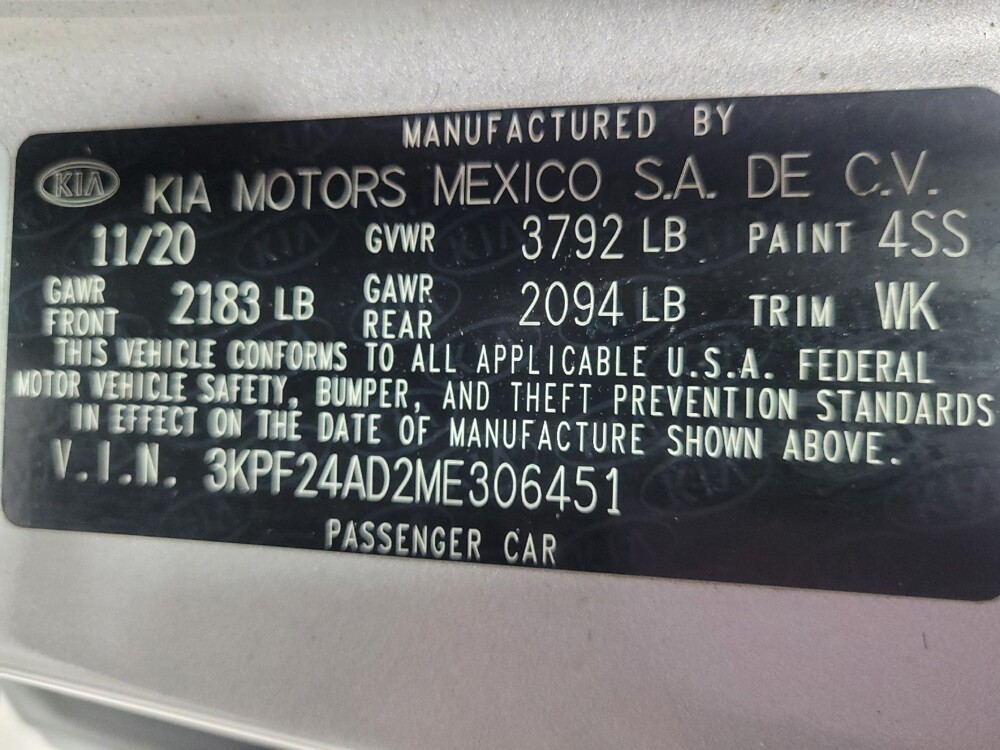 MANUFACTURED BY
KIA KIA MOTORS MEXICO S.A. DE C.V.
11/20 GVWR 3792 LB PAINT 4SS
GAWR FRONT 2183 LB GAWR REAR 2094 LB TRIM WK
THIS VEHICLE CONFORMS TO ALL APPLICABLE U.S.A. FEDERAL
MOTOR VEHICLE SAFETY, BUMPER, AND THEFT PREVENTION STANDARDS
IN EFFECT ON THE DATE OF MANUFACTURE SHOWN ABOVE.
V.I.N. 3KPF24AD2ME306451
PASSENGER CAR